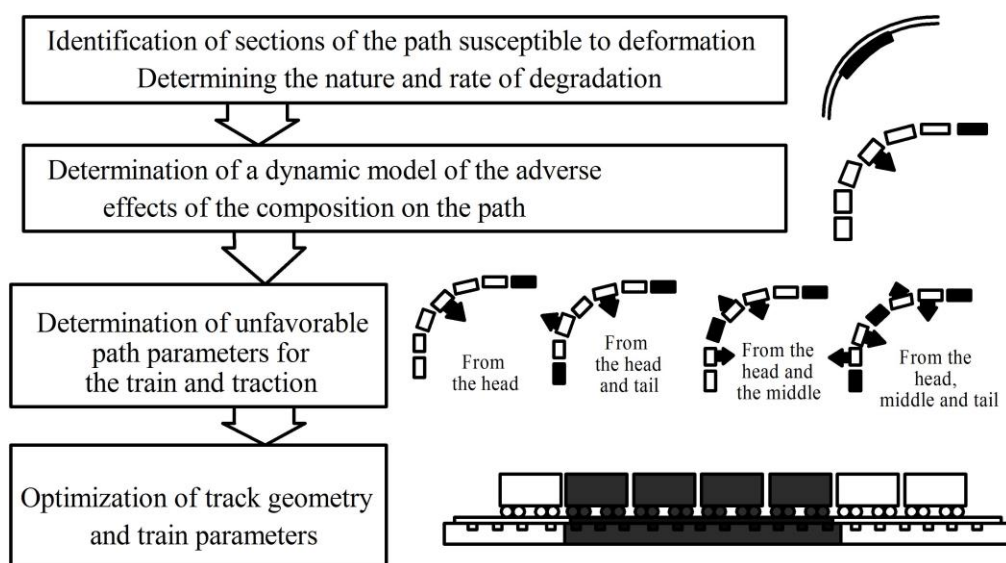 Identification of sections of the path susceptible to deformation
Determining the nature and rate of degradation
Determination of a dynamic model of the adverse
effects of the composition on the path
Determination of unfavorable
path parameters for
the train and traction
From
the head
From
the head
and tail
From the
head and
the middle
From the
head,
middle and tail
Optimization of track geometry
and train parameters